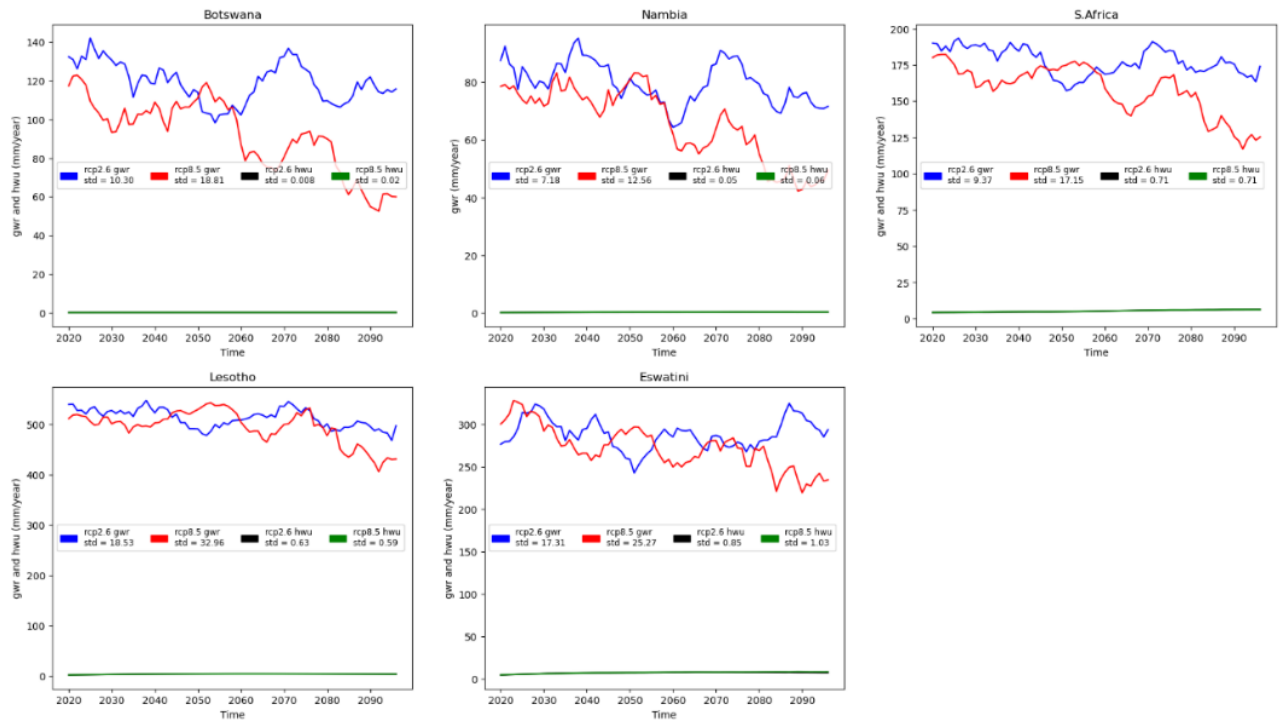 Botswana
gwr and hwu (mm/year)
140
120
100
80
60
40
20
0
rcp2.6 gwr
std = 10.30
rcp8.5 gwr
std = 18.81
rcp2.6 hwu
std = 0.008
rcp8.5 hwu
std = 0.02
2020 2030 2040 2050 2060 2070 2080 2090
Time
Nambia
gwr (mm/year)
80
60
40
20
0
rcp2.6 gwr
std = 7.18
rcp8.5 gwr
std = 12.56
rcp2.6 hwu
std = 0.05
rcp8.5 hwu
std = 0.06
2020 2030 2040 2050 2060 2070 2080 2090
Time
S.Africa
gwr and hwu (mm/year)
200
175
150
125
100
75
50
25
0
rcp2.6 gwr
std = 9.37
rcp8.5 gwr
std = 17.15
rcp2.6 hwu
std = 0.71
rcp8.5 hwu
std = 0.71
2020 2030 2040 2050 2060 2070 2080 2090
Time
Lesotho
gwr and hwu (mm/year)
500
400
300
200
100
0
rcp2.6 gwr
std = 18.53
rcp8.5 gwr
std = 32.96
rcp2.6 hwu
std = 0.63
rcp8.5 hwu
std = 0.59
2020 2030 2040 2050 2060 2070 2080 2090
Time
Eswatini
gwr and hwu (mm/year)
300
250
200
150
100
50
0
rcp2.6 gwr
std = 17.31
rcp8.5 gwr
std = 25.27
rcp2.6 hwu
std = 0.85
rcp8.5 hwu
std = 1.03
2020 2030 2040 2050 2060 2070 2080 2090
Time